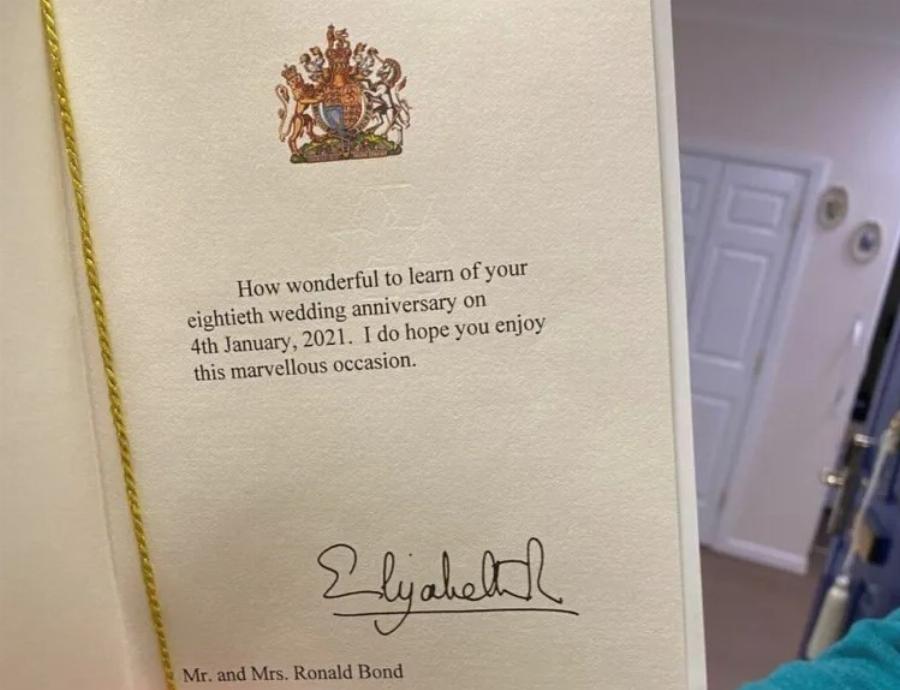 How wonderful to learn of your
eightieth wedding anniversary on
4th January, 2021. I do hope you enjoy
this marvellous occasion.
Elizabeth R
Mr. and Mrs. Ronald Bond